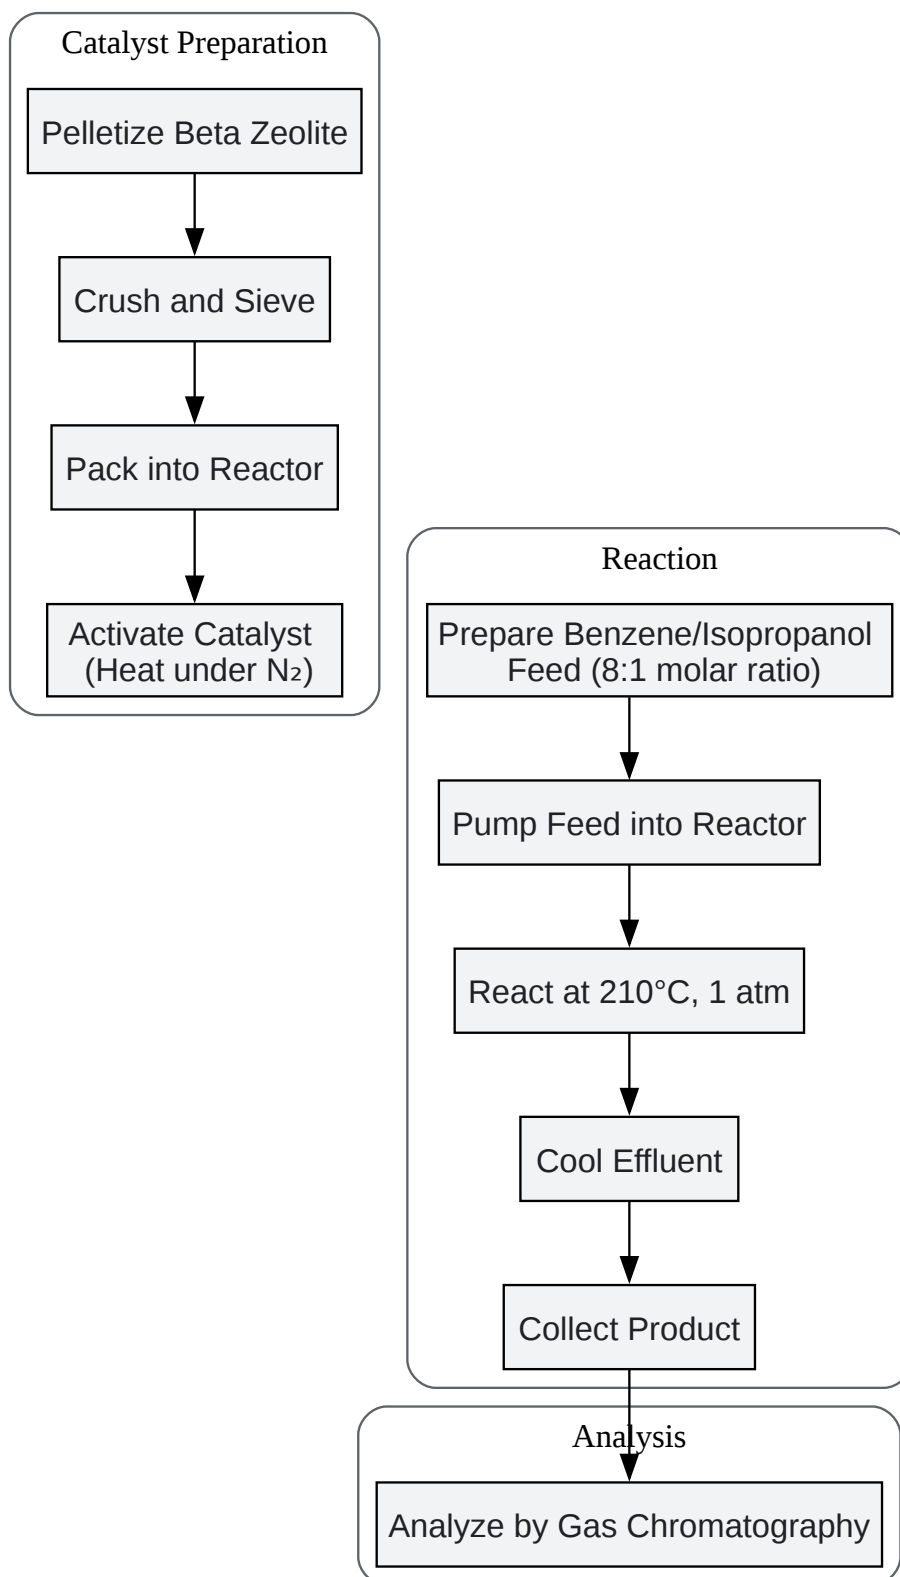 Catalyst Preparation
Pelletize Beta Zeolite
Crush and Sieve
Pack into Reactor
Activate Catalyst
(Heat under N₂)
Reaction
Prepare Benzene/Isopropanol
Feed (8:1 molar ratio)
Pump Feed into Reactor
React at 210°C, 1 atm
Cool Effluent
Collect Product
Analysis
Analyze by Gas Chromatography